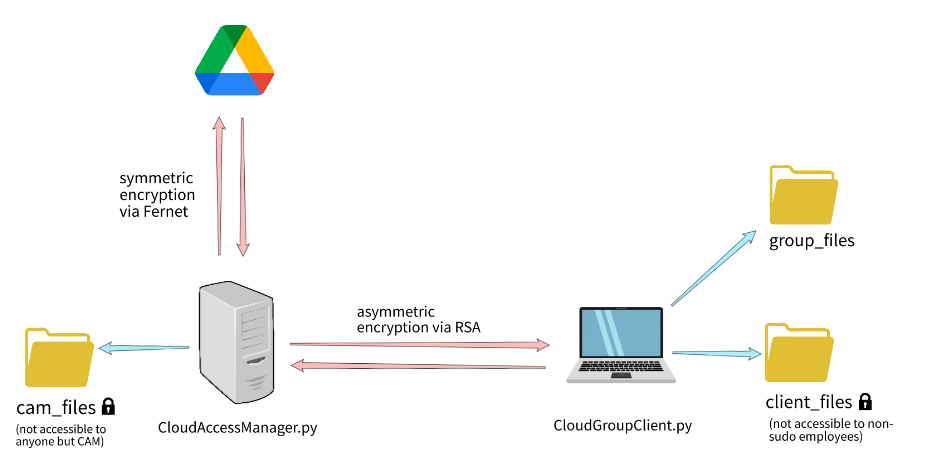 symmetric
encryption
via Fernet
group_files
asymmetric
encryption via RSA
cam_files
(not accessible to
anyone but CAM)
CloudAccessManager.py
CloudGroupClient.py
client_files
(not accessible to non-
sudo employees)